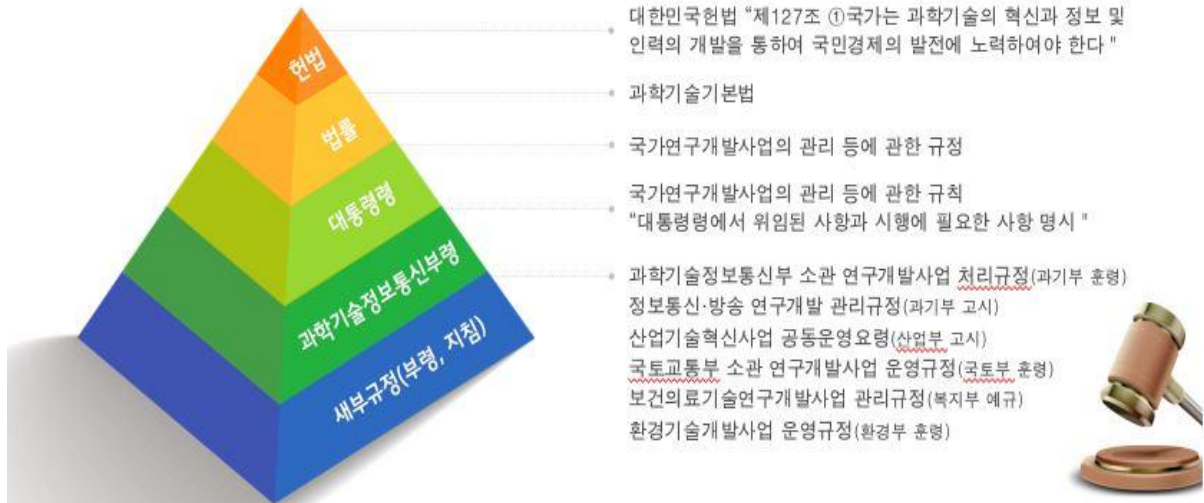 헌법
법률
대통령령
과학기술정보통신부령
새부규정(부령, 지침)
대한민국헌법 "제127조 ①국가는 과학기술의 혁신과 정보 및
인력의 개발을 통하여 국민경제의 발전에 노력하여야 한다 "
과학기술기본법
국가연구개발사업의 관리 등에 관한 규정
국가연구개발사업의 관리 등에 관한 규칙
"대통령령에서 위임된 사항과 시행에 필요한 사항 명시 "
과학기술정보통신부 소관 연구개발사업 처리규정(과기부 훈령)
정보통신·방송 연구개발 관리규정(과기부 고시)
산업기술혁신사업 공동운영요령(산업부 고시)
국토교통부 소관 연구개발사업 운영규정(국토부 훈령)
보건의료기술연구개발사업 관리규정(복지부 예규)
환경기술개발사업 운영규정(환경부 훈령)